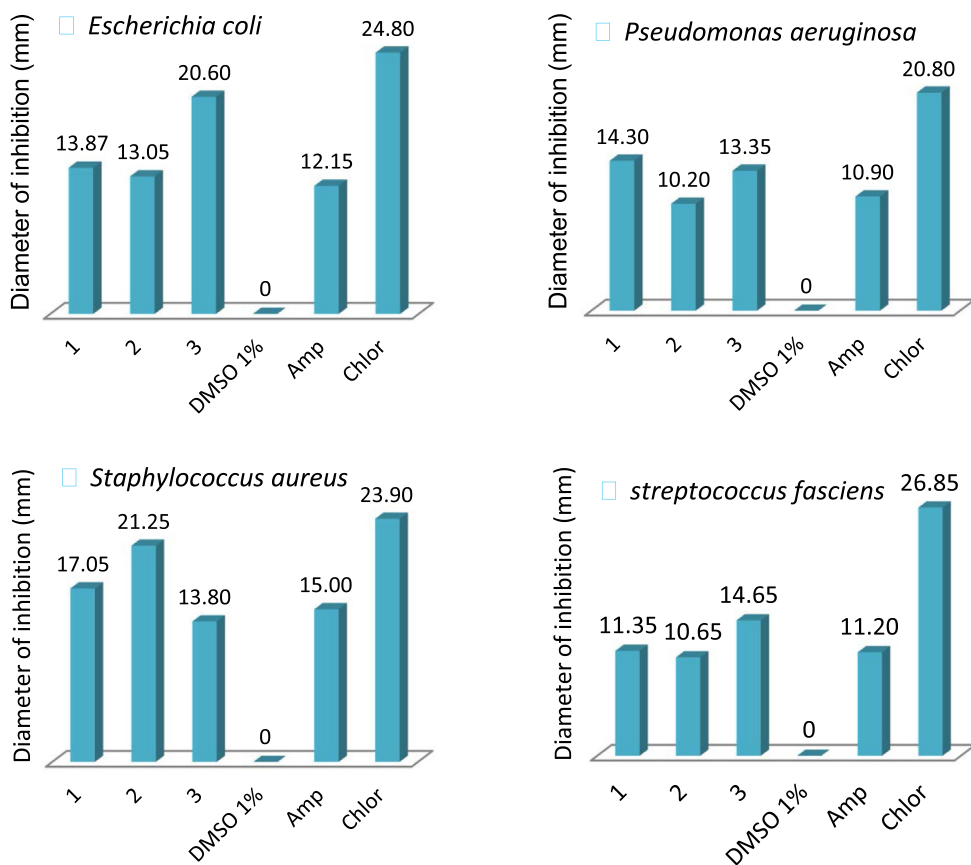 Escherichia coli
Diameter of inhibition (mm)
13.87
13.05
20.60
0
12.15
24.80
1
2
3
DMSO 1%
Amp
Chlor
Pseudomonas aeruginosa
Diameter of inhibition (mm)
14.30
10.20
13.35
0
10.90
20.80
1
2
3
DMSO 1%
Amp
Chlor
Staphylococcus aureus
Diameter of inhibition (mm)
17.05
21.25
13.80
0
15.00
23.90
1
2
3
DMSO 1%
Amp
Chlor
streptococcus fasciens
Diameter of inhibition (mm)
11.35
10.65
14.65
0
11.20
26.85
1
2
3
DMSO 1%
Amp
Chlor